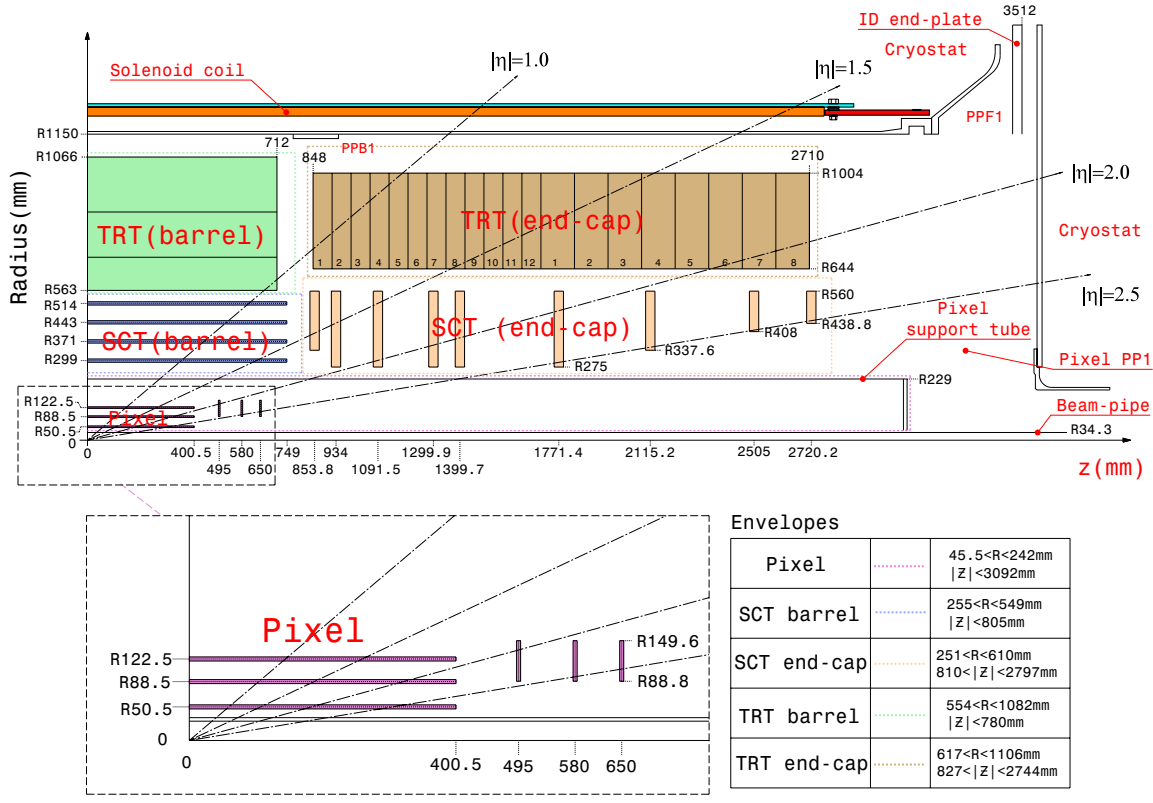 3512
ID end-plate
Cryostat
|η|=1.0
|η|=1.5
Solenoid coil
PPF1
R1150
712
PPB1
R1066
848
2710
R1004
|η|=2.0
Radius(mm)
TRT(barrel)
TRT(end-cap)
Cryostat
1 2 3 4 5 6 7 8 9 10 11 12 1 2 3 4 5 6 7 8
R644
R563
R560
|η|=2.5
R514
R443
SCT (end-cap)
R438.8
Pixel
support tube
R408
R371
SCT(barrel)
R337.6
R299
R275
Pixel PP1
R229
R122.5
R88.5
Pixel
R50.5
Beam-pipe
R34.3
0
0
400.5
580
749
934
1299.9
1771.4
2115.2
2505
2720.2
495
650
853.8
1091.5
1399.7
z(mm)
Pixel
R149.6
R122.5
R88.5
R88.8
R50.5
0
0
400.5
495
580
650
Envelopes
Pixel
45.5<R<242mm
|Z|<3092mm
SCT barrel
255<R<549mm
|Z|<805mm
SCT end-cap
251<R<610mm
810<|Z|<2797mm
TRT barrel
554<R<1082mm
|Z|<780mm
TRT end-cap
617<R<1106mm
827<|Z|<2744mm